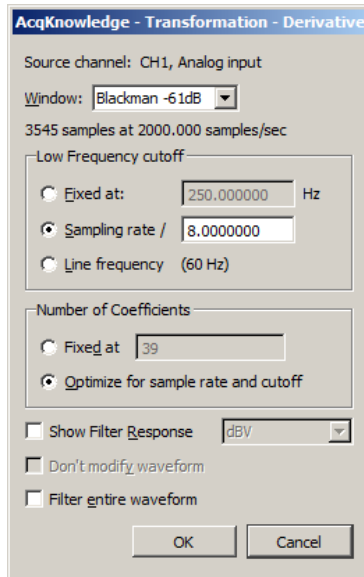 AcqKnowledge - Transformation - Derivative
Source channel: CH1, Analog input
Window: Blackman -61dB
3545 samples at 2000.000 samples/sec
Low Frequency cutoff
Fixed at: 250.000000 Hz
Sampling rate / 8.0000000
Line frequency (60 Hz)
Number of Coefficients
Fixed at 39
Optimize for sample rate and cutoff
Show Filter Response dBV
Don't modify waveform
Filter entire waveform
OK Cancel